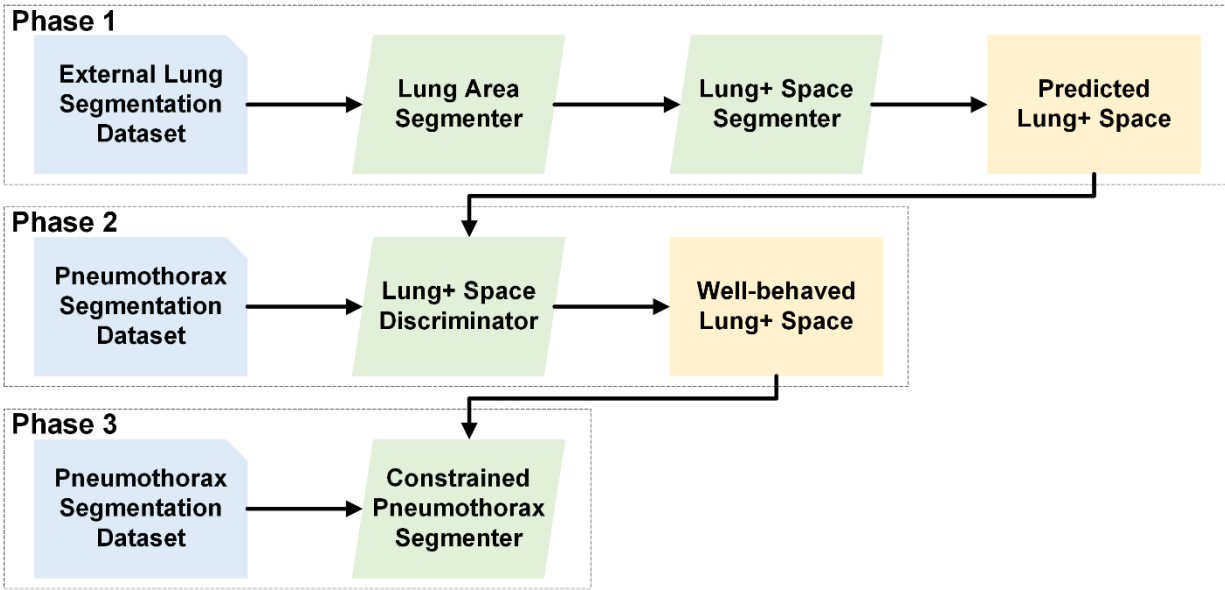 Phase 1
External Lung
Segmentation
Dataset
Lung Area
Segmenter
Lung+ Space
Segmenter
Predicted
Lung+ Space
Phase 2
Pneumothorax
Segmentation
Dataset
Lung+ Space
Discriminator
Well-behaved
Lung+ Space
Phase 3
Pneumothorax
Segmentation
Dataset
Constrained
Pneumothorax
Segmenter